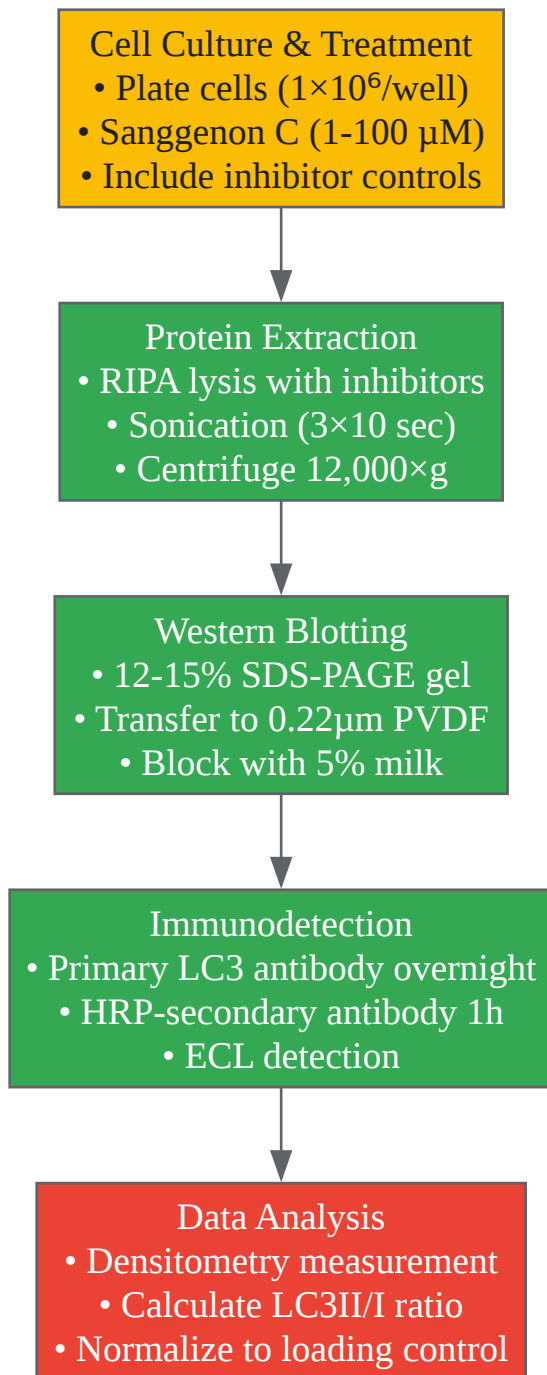 Cell Culture & Treatment
• Plate cells (1×10⁶/well)
• Sanggenon C (1-100 µM)
• Include inhibitor controls
Protein Extraction
• RIPA lysis with inhibitors
• Sonication (3×10 sec)
• Centrifuge 12,000×g
Western Blotting
• 12-15% SDS-PAGE gel
• Transfer to 0.22µm PVDF
• Block with 5% milk
Immunodetection
• Primary LC3 antibody overnight
• HRP-secondary antibody 1h
• ECL detection
Data Analysis
• Densitometry measurement
• Calculate LC3II/I ratio
• Normalize to loading control